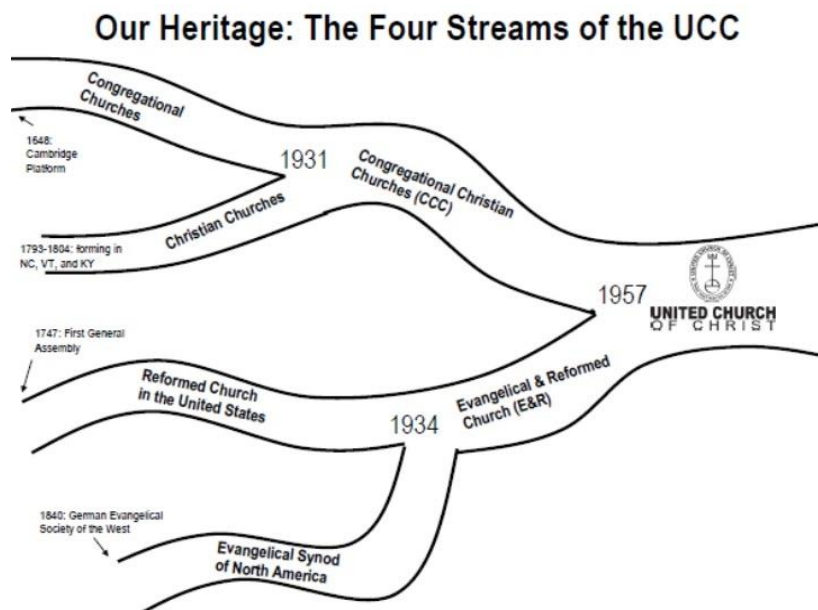 Our Heritage: The Four Streams of the UCC
Congregational
Churches
1648:
Cambridge
Platform
1931
Congregational Christian
Churches (CCC)
Christian Churches
1793-1804: forming in
NC, VT, and KY
1957
UNITED CHURCH
OF CHRIST
1747: First General
Assembly
Reformed Church
in the United States
1934
Evangelical & Reformed
Church (E&R)
1840: German Evangelical
Society of the West
Evangelical Synod
of North America